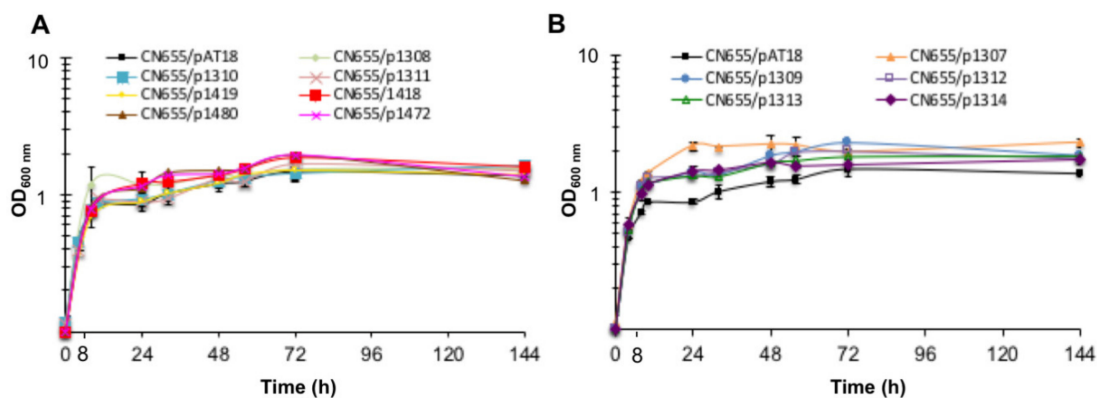 A
CN655/pAT18 CN655/p1308
CN655/p1310 CN655/p1311
CN655/p1419 CN655/1418
CN655/p1480 CN655/p1472
10
1
OD600 nm
0 8 24 48 72 96 120 144
Time (h)
B
CN655/pAT18 CN655/p1307
CN655/p1309 CN655/p1312
CN655/p1313 CN655/p1314
10
1
OD600 nm
0 8 24 48 72 96 120 144
Time (h)